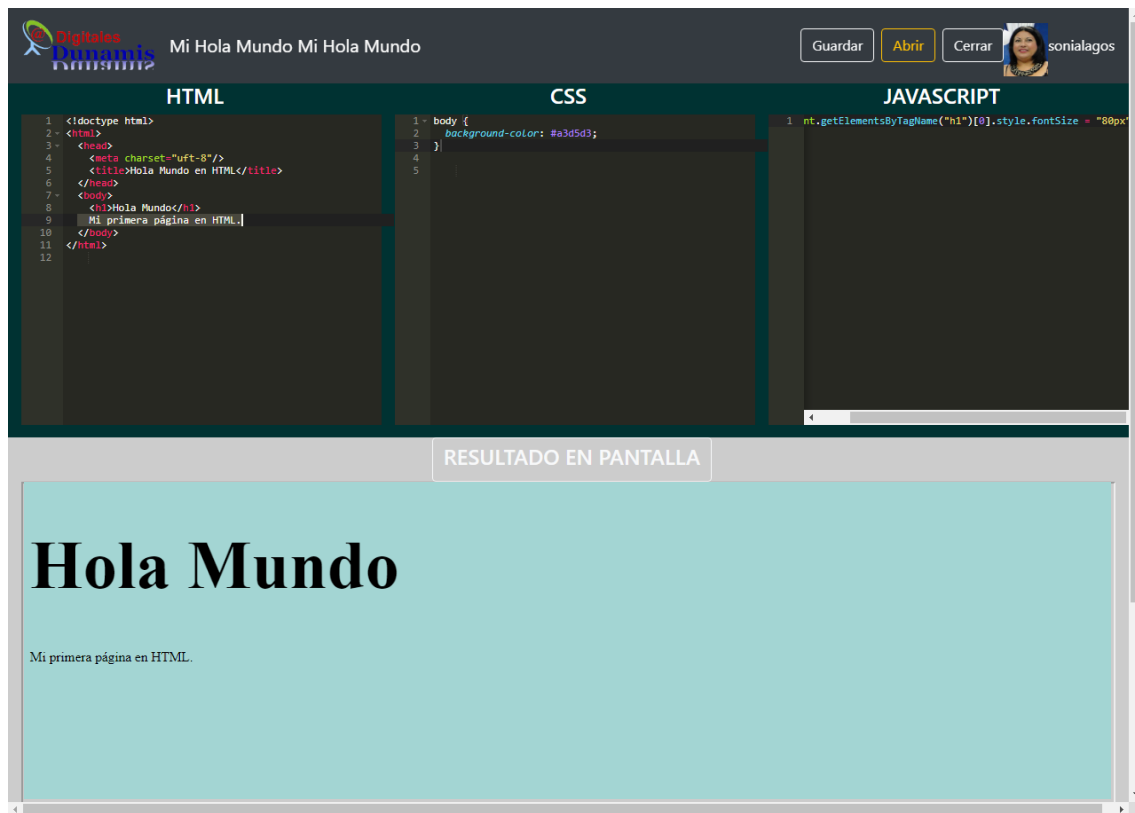 Digitales
Dunamis
Mi Hola Mundo Mi Hola Mundo
Guardar
Abrir
Cerrar
sonialagos
HTML
1 <!doctype html>
2 <html>
3 <head>
4 <meta charset="uft-8"/>
5 <title>Hola Mundo en HTML</title>
6 </head>
7 <body>
8 <h1>Hola Mundo</h1>
9 Mi primera página en HTML.
10 </body>
11 </html>
12
CSS
1 body {
2 background-color: #a3d5d3;
3 }
4
5
JAVASCRIPT
1 nt.getElementsByTagName("h1")[0].style.fontSize = "80px"
RESULTADO EN PANTALLA
Hola Mundo
Mi primera página en HTML.